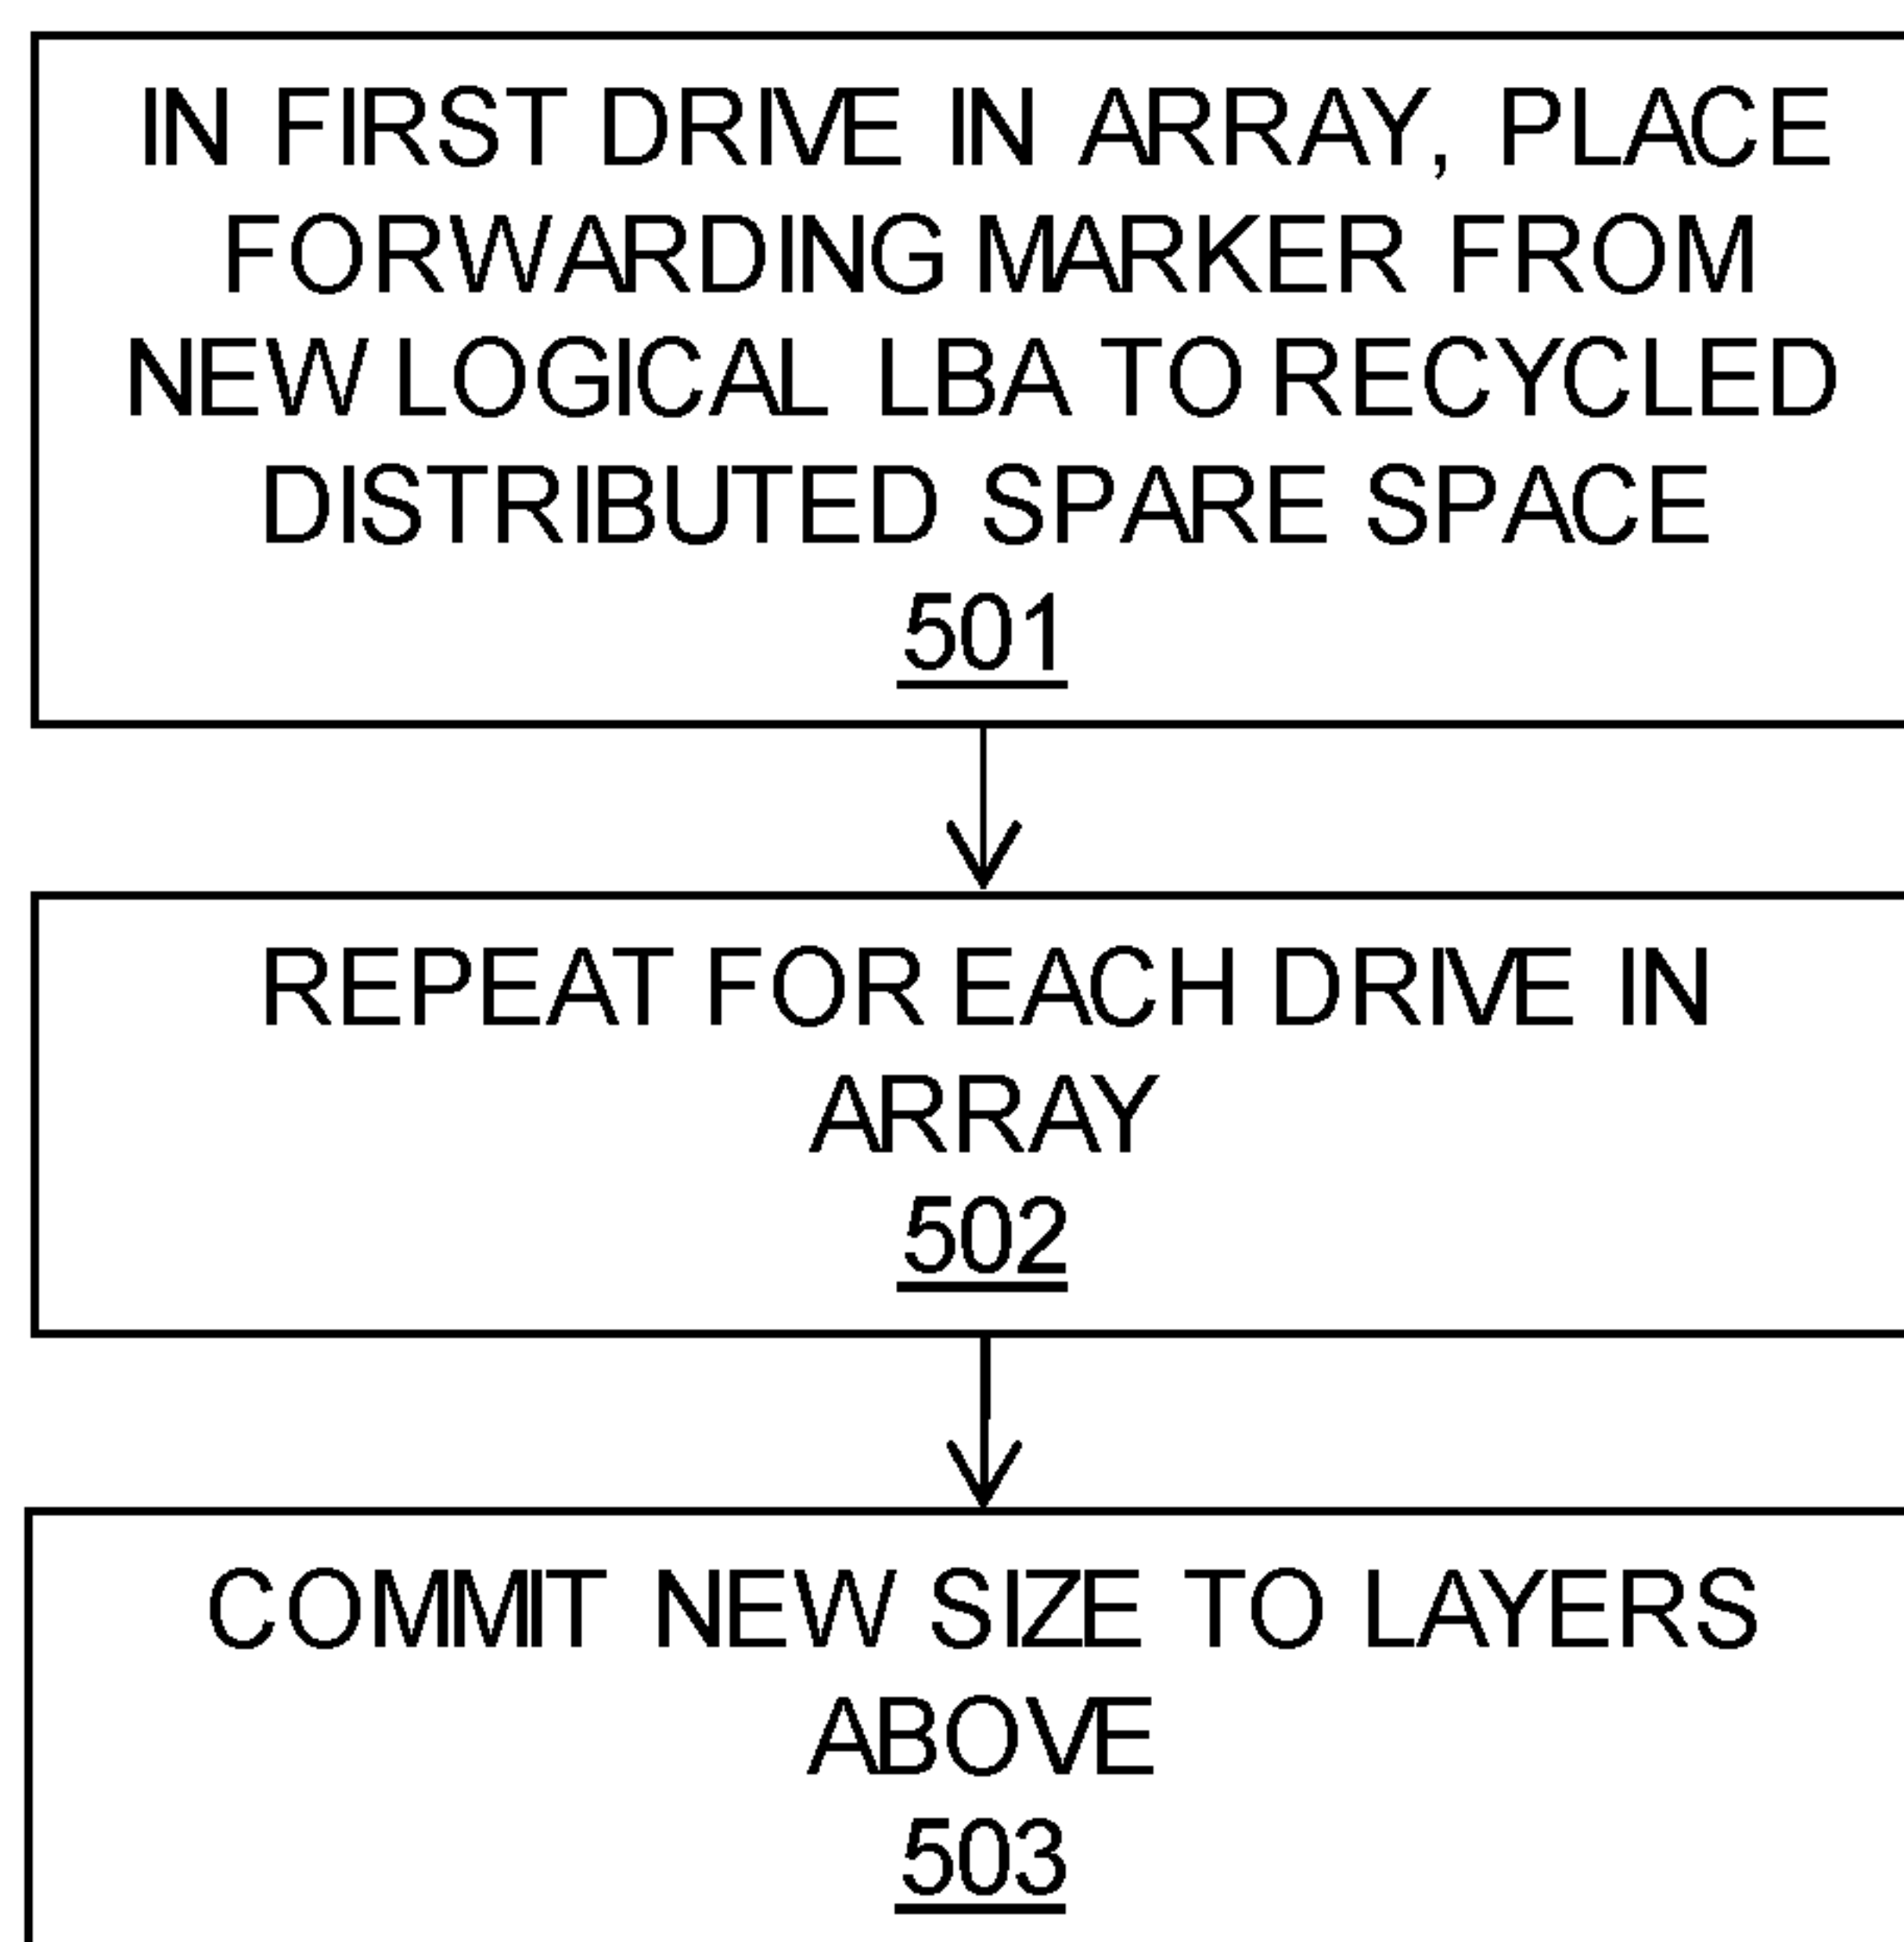 IN FIRST DRIVE IN ARRAY, PLACE
FORWARDING MARKER FROM
NEW LOGICAL LBA TO RECYCLED
DISTRIBUTED SPARE SPACE
501
REPEAT FOR EACH DRIVE IN
ARRAY
502
COMMIT NEW SIZE TO LAYERS
ABOVE
503